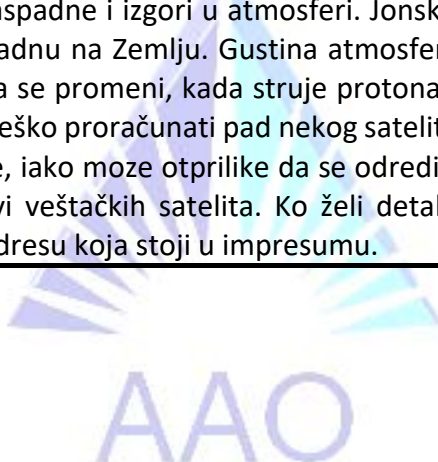 spadne i izgori u atmosferi. Jonsk
adnu na Zemlju. Gustina atmosfer
a se promeni, kada struje protona
eško proračunati pad nekog satelit
e, iako moze otprilike da se odredi
vi veštačkih satelita. Ko želi detal
dresu koja stoji u impresumu.
AAO